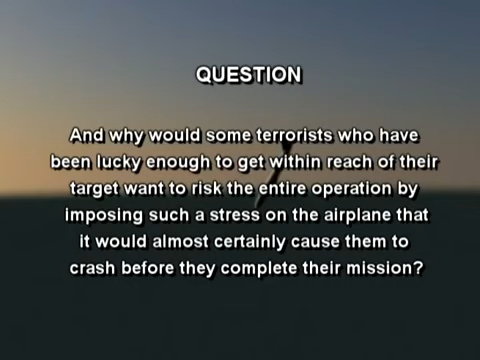 QUESTION
And why would some terrorists who have
been lucky enough to get within reach of their
target want to risk the entire operation by
imposing such a stress on the airplane that
it would almost certainly cause them to
crash before they complete their mission?